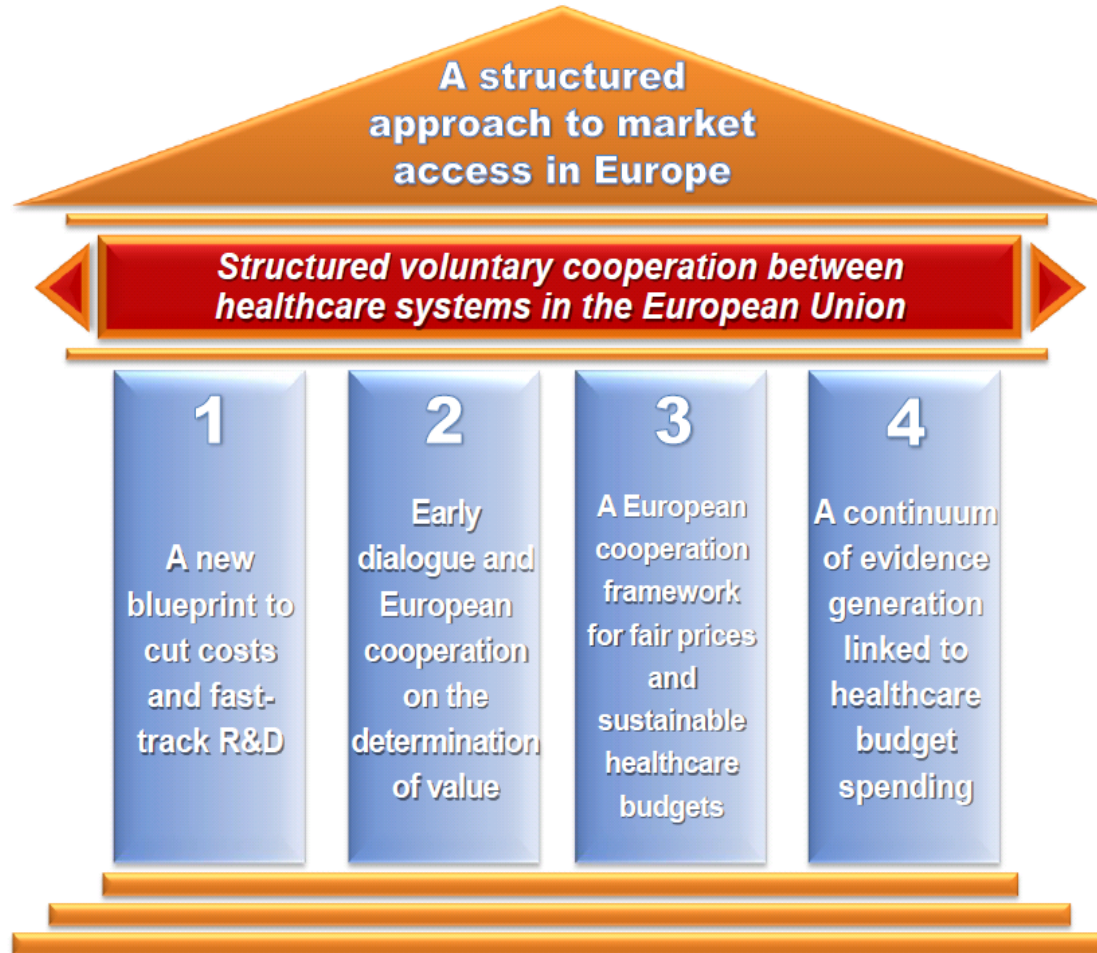 A structured
approach to market
access in Europe
Structured voluntary cooperation between
healthcare systems in the European Union
1
A new
blueprint to
cut costs
and fast-
track R&D
2
Early
dialogue and
European
cooperation
on the
determination
of value
3
A European
cooperation
framework
for fair prices
and
sustainable
healthcare
budgets
4
A continuum
of evidence
generation
linked to
healthcare
budget
spending